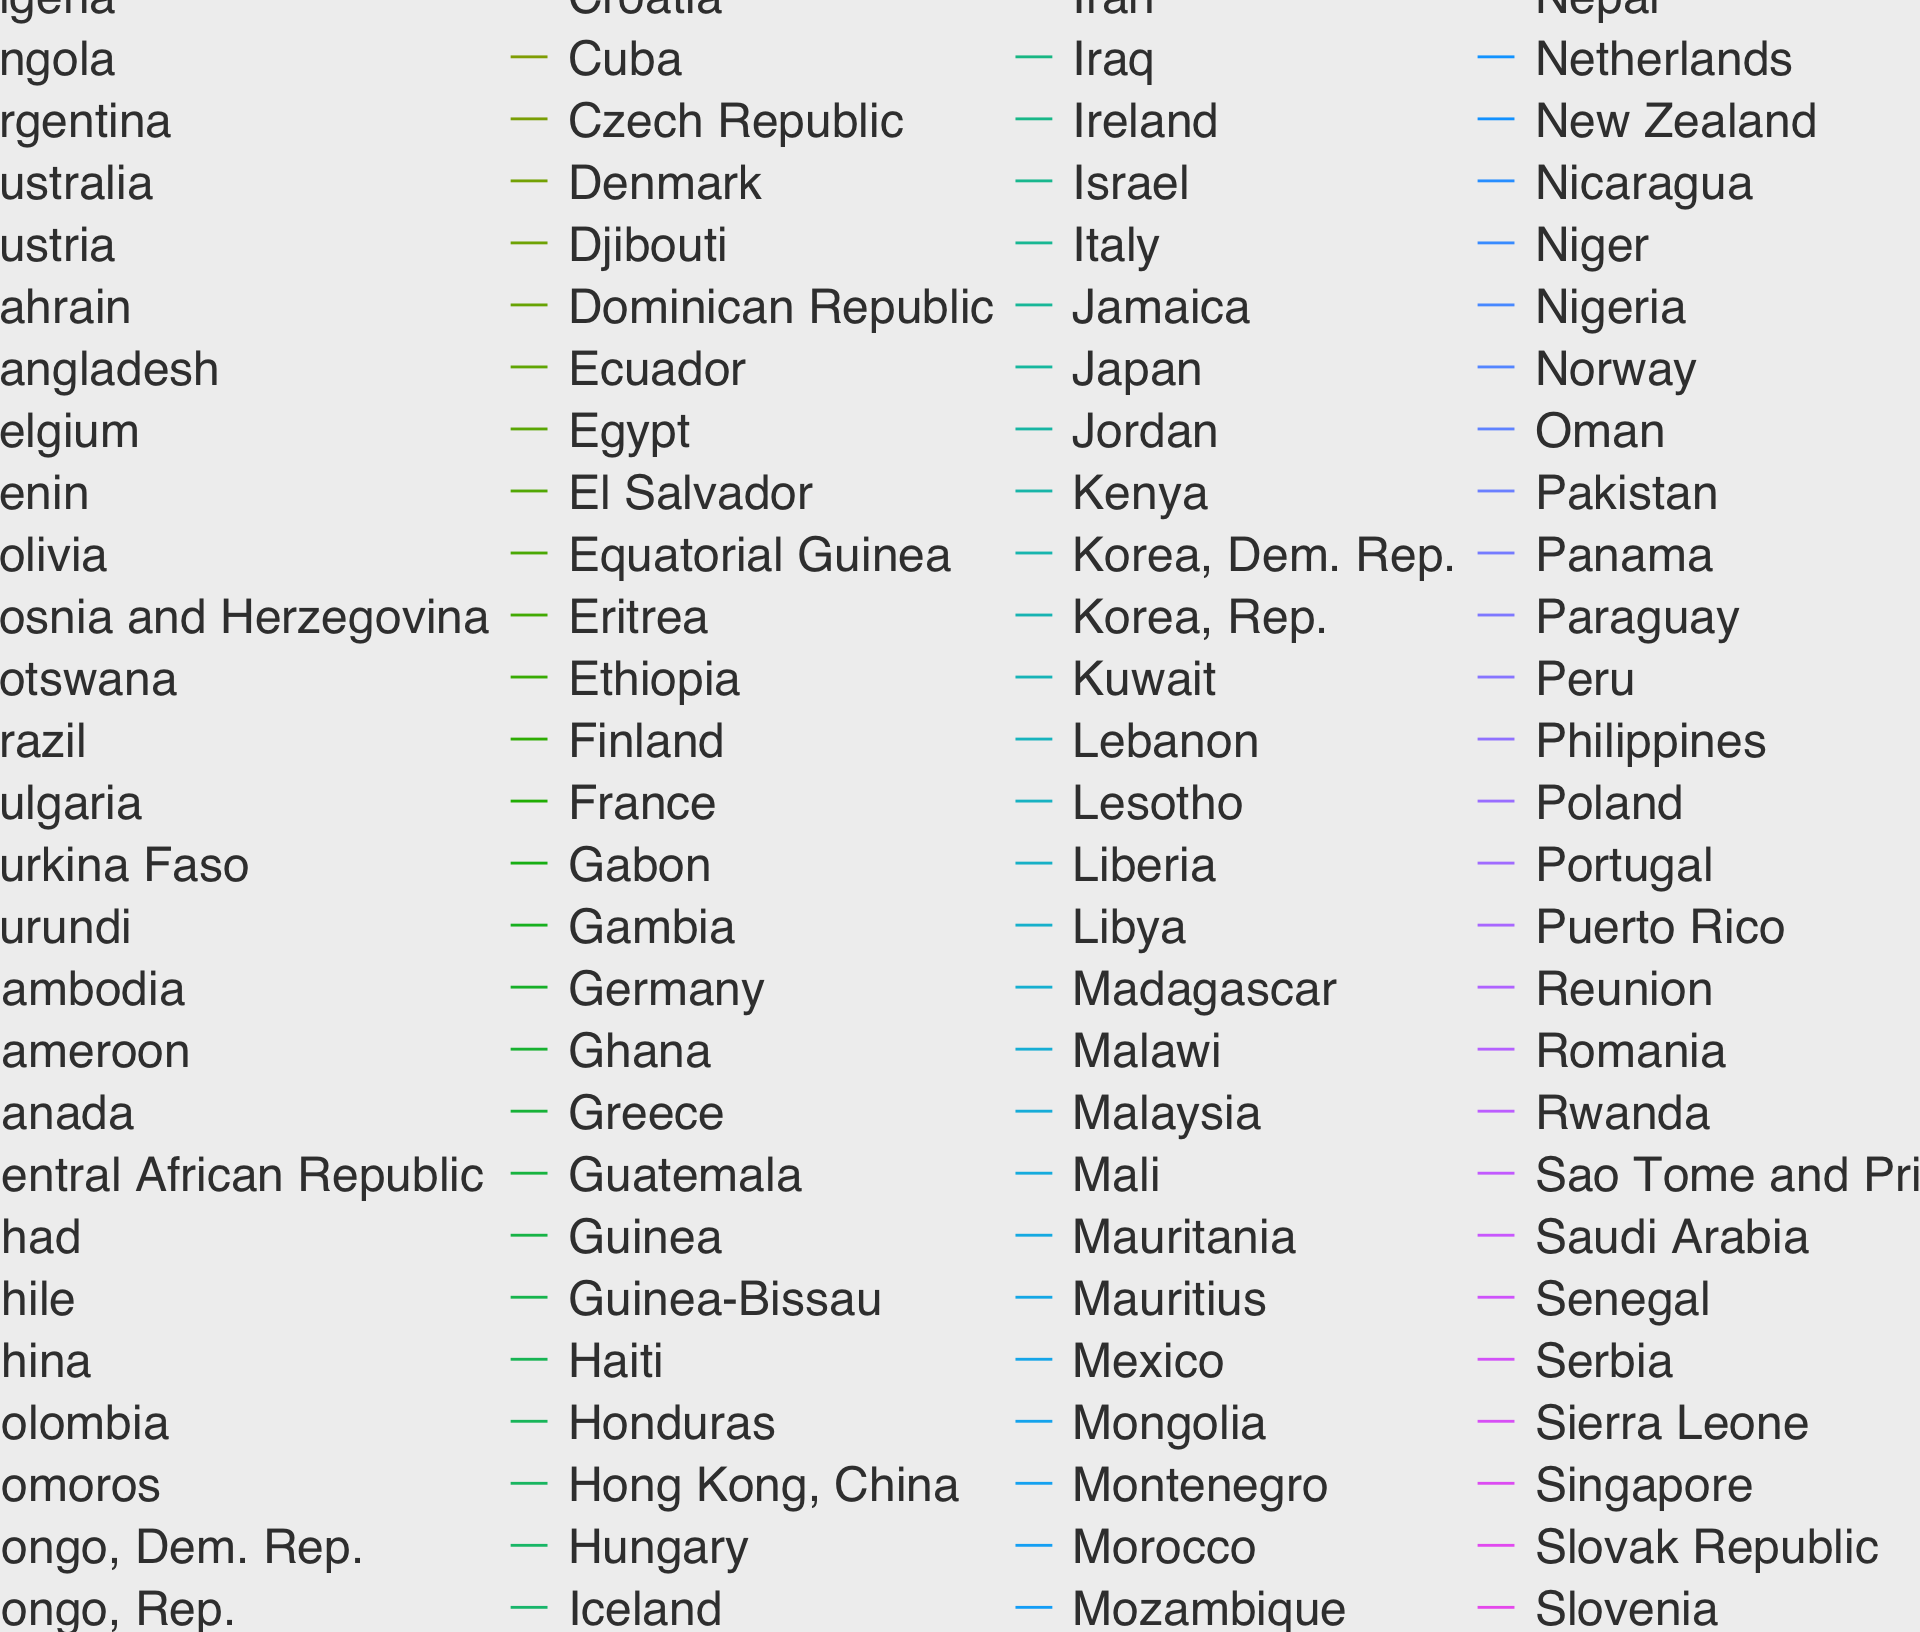 ngola
rgentina
ustralia
ustria
ahrain
angladesh
elgium
enin
olivia
osnia and Herzegovina
otswana
razil
ulgaria
urkina Faso
urundi
ambodia
ameroon
anada
entral African Republic
had
hile
hina
olombia
omoros
ongo, Dem. Rep.
ongo, Rep.
Croatia
Cuba
Czech Republic
Denmark
Djibouti
Dominican Republic
Ecuador
Egypt
El Salvador
Equatorial Guinea
Eritrea
Ethiopia
Finland
France
Gabon
Gambia
Germany
Ghana
Greece
Guatemala
Guinea
Guinea-Bissau
Haiti
Honduras
Hong Kong, China
Hungary
Iceland
Iran
Iraq
Ireland
Israel
Italy
Jamaica
Japan
Jordan
Kenya
Korea, Dem. Rep.
Korea, Rep.
Kuwait
Lebanon
Lesotho
Liberia
Libya
Madagascar
Malawi
Malaysia
Mali
Mauritania
Mauritius
Mexico
Mongolia
Montenegro
Morocco
Mozambique
Nepal
Netherlands
New Zealand
Nicaragua
Niger
Nigeria
Norway
Oman
Pakistan
Panama
Paraguay
Peru
Philippines
Poland
Portugal
Puerto Rico
Reunion
Romania
Rwanda
Sao Tome and Pri
Saudi Arabia
Senegal
Serbia
Sierra Leone
Singapore
Slovak Republic
Slovenia